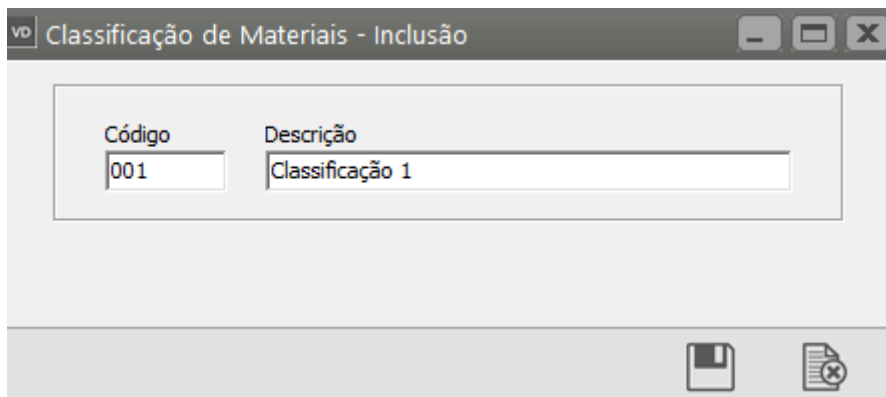 VD Classificação de Materiais - Inclusão
Código Descrição
001 Classificação 1